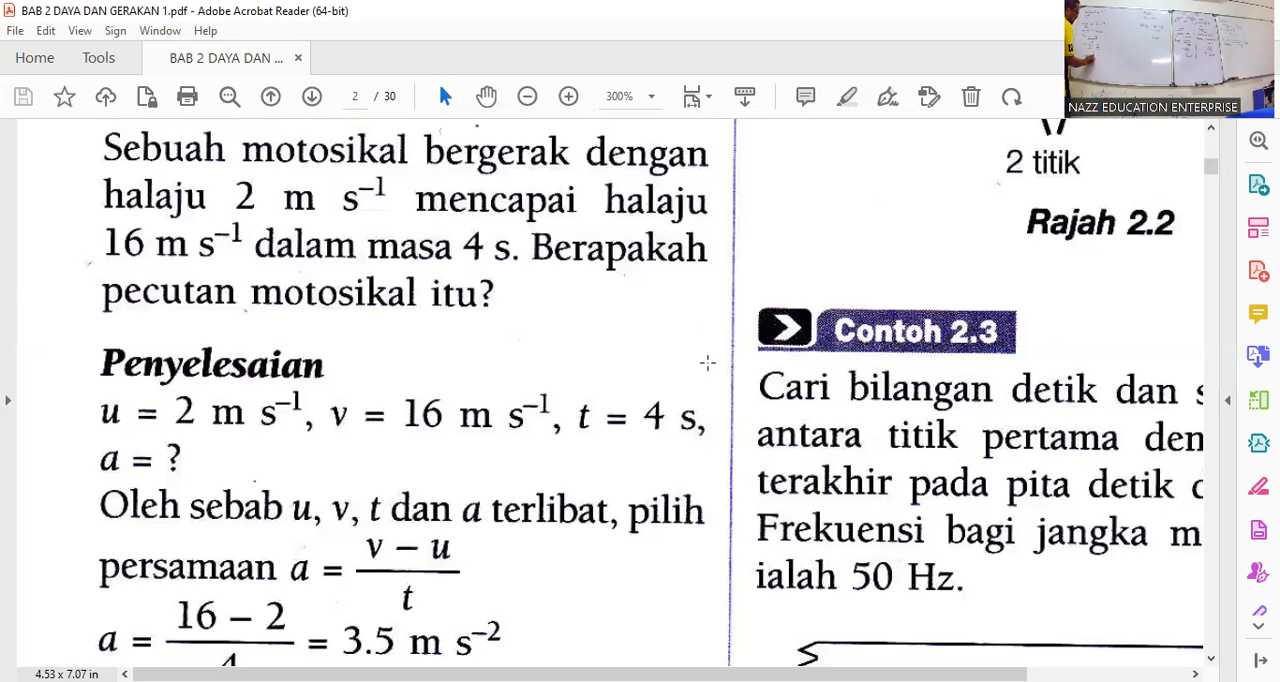 BAB 2 DAYA DAN GERAKAN 1.pdf - Adobe Acrobat Reader (64-bit)
File Edit View Sign Window Help
Home Tools BAB 2 DAYA DAN ... ×
2 / 30 300%
NAZZ EDUCATION ENTERPRISE
Sebuah motosikal bergerak dengan
halaju 2 m s⁻¹ mencapai halaju
16 m s⁻¹ dalam masa 4 s. Berapakah
pecutan motosikal itu?
Penyelesaian
u = 2 m s⁻¹, v = 16 m s⁻¹, t = 4 s,
a = ?
Oleh sebab u, v, t dan a terlibat, pilih
persamaan a = (v – u)/t
a = (16 – 2)/4 = 3.5 m s⁻²
2 titik
Rajah 2.2
Contoh 2.3
Cari bilangan detik dan s
antara titik pertama den
terakhir pada pita detik
Frekuensi bagi jangka m
ialah 50 Hz.
4.53 x 7.07 in